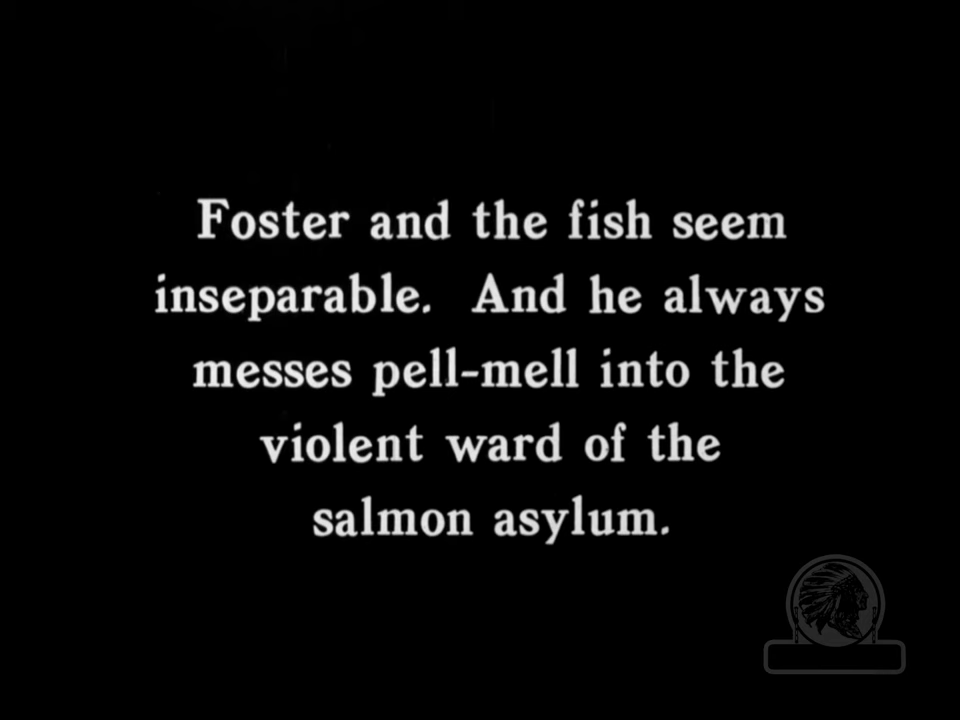 Foster and the fish seem
inseparable. And he always
messes pell-mell into the
violent ward of the
salmon asylum.